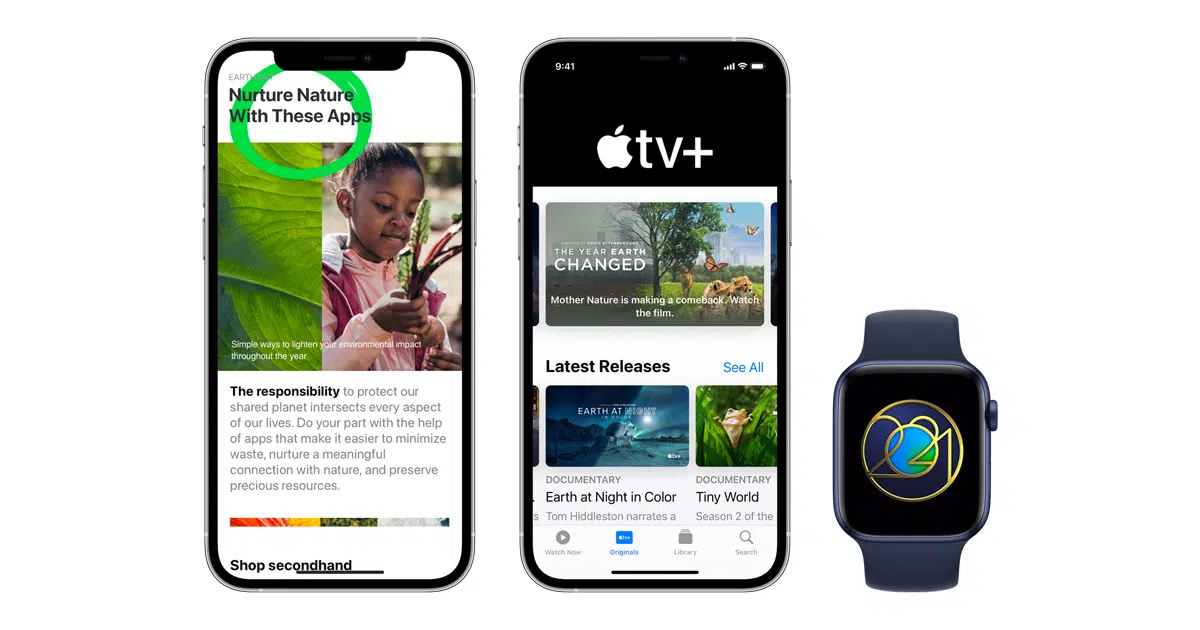 EARTH
Nurture Nature
With These Apps
Simple ways to lighten your environmental impact
throughout the year
The responsibility to protect our
shared planet intersects every aspect
of our lives. Do your part with the help
of apps that make it easier to minimize
waste, nurture a meaningful
connection with nature, and preserve
precious resources.
Shop secondhand
9:41
tv+
NARRATED BY DAVID ATTENBOROUGH
THE YEAR EARTH
CHANGED
Mother Nature is making a comeback. Watch
the film.
Latest Releases
See All
EARTH AT NIGHT
IN COLOR
tv+
DOCUMENTARY
Earth at Night in Color
Tom Hiddleston narrates a
DOCUMENTARY
Tiny World
Season 2 of the
Watch Now
tv+
Originals
Library
Search
2021